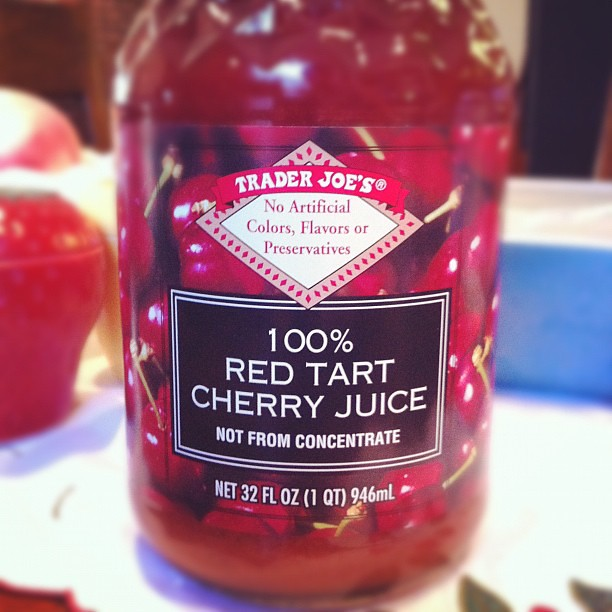 TRADER JOE'S®
No Artificial
Colors, Flavors or
Preservatives
100%
RED TART
CHERRY JUICE
NOT FROM CONCENTRATE
NET 32 FL OZ (1 QT) 946mL